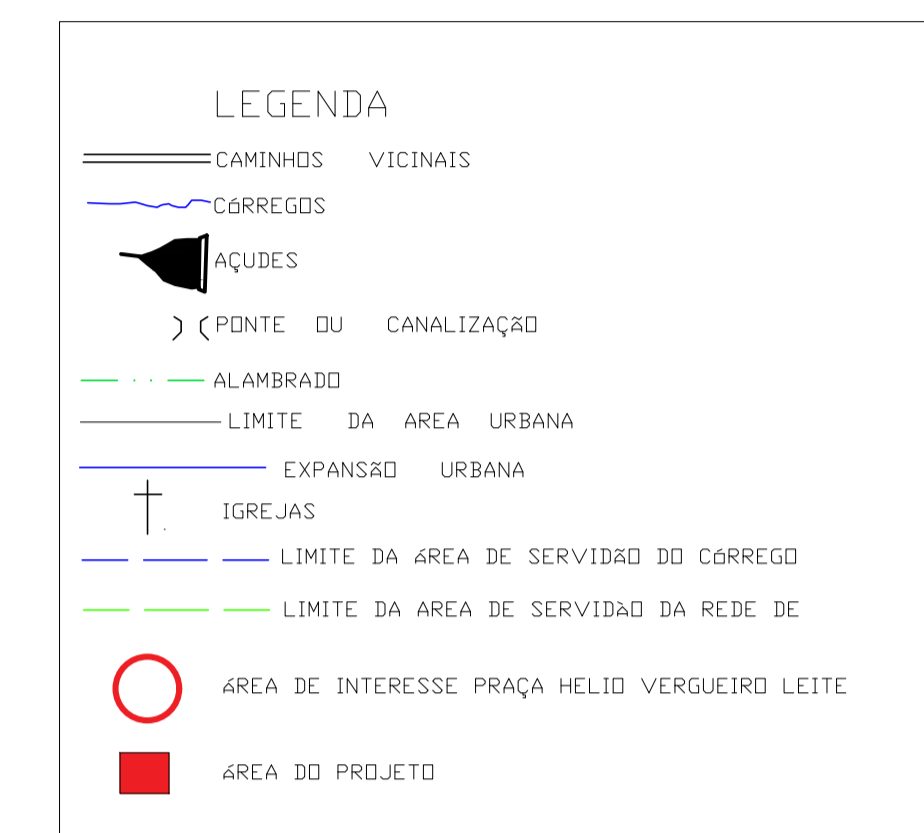 LEGENDA
CAMINHOS VICINAIS
CóRREGOS
AÇUDES
PONTE OU CANALIZAÇãO
ALAMBRADO
LIMITE DA AREA URBANA
EXPANSãO URBANA
IGREJAS
LIMITE DA áREA DE SERVIDãO DO CóRREGO
LIMITE DA AREA DE SERVIDàO DA REDE DE
áREA DE INTERESSE PRAÇA HELIO VERGUEIRO LEITE
áREA DO PROJETO